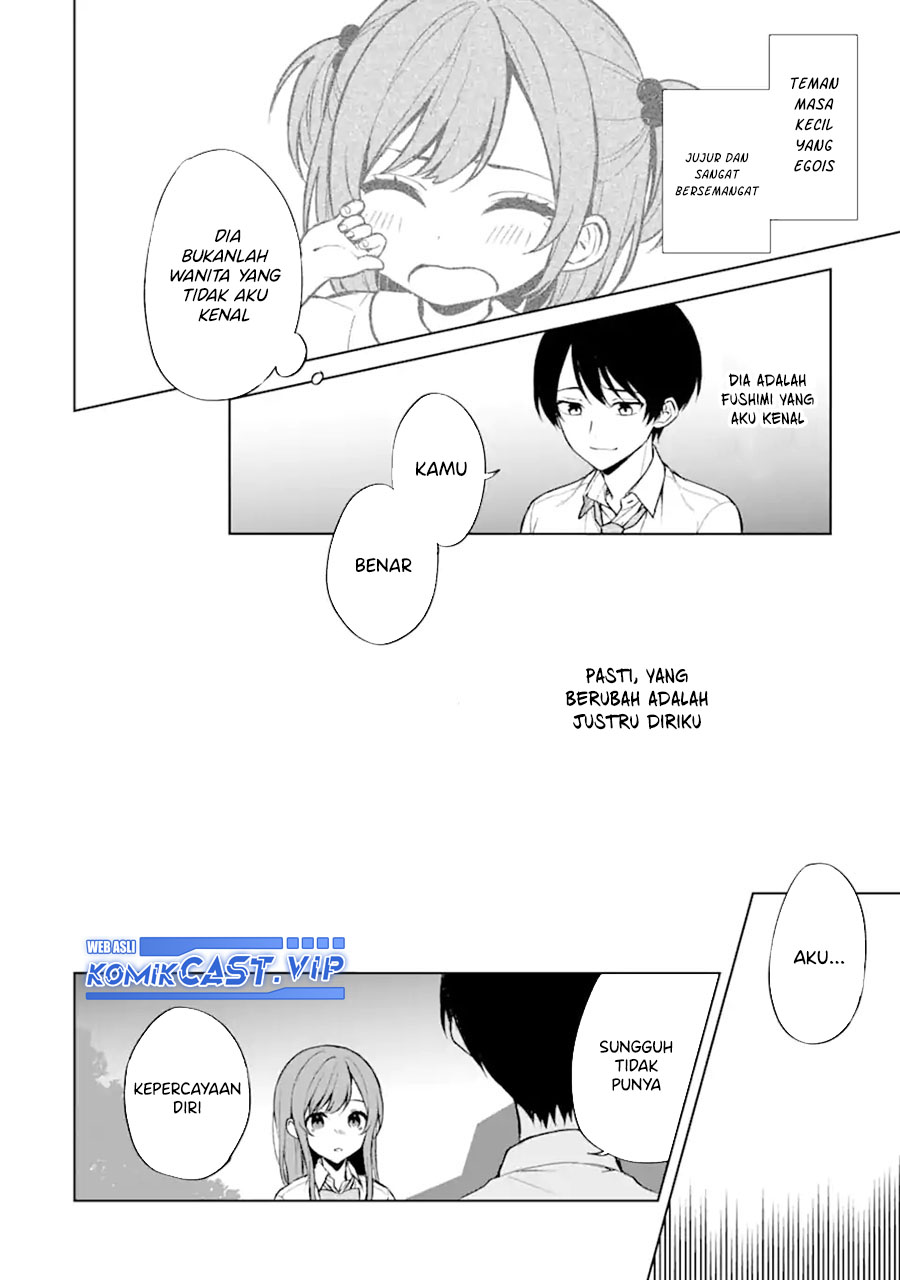 TEMAN
MASA
KECIL
YANG
EGOIS
JUJUR DAN
SANGAT
BERSEMANGAT
DIA
BUKANLAH
WANITA YANG
TIDAK AKU
KENAL
DIA ADALAH
FUSHIMI YANG
AKU KENAL
KAMU
BENAR
PASTI, YANG
BERUBAH ADALAH
JUSTRU DIRIKU
AKU...
SUNGGUH
TIDAK
PUNYA
KEPERCAYAAN
DIRI
WEB ASLI
KOMIKCAST.VIP